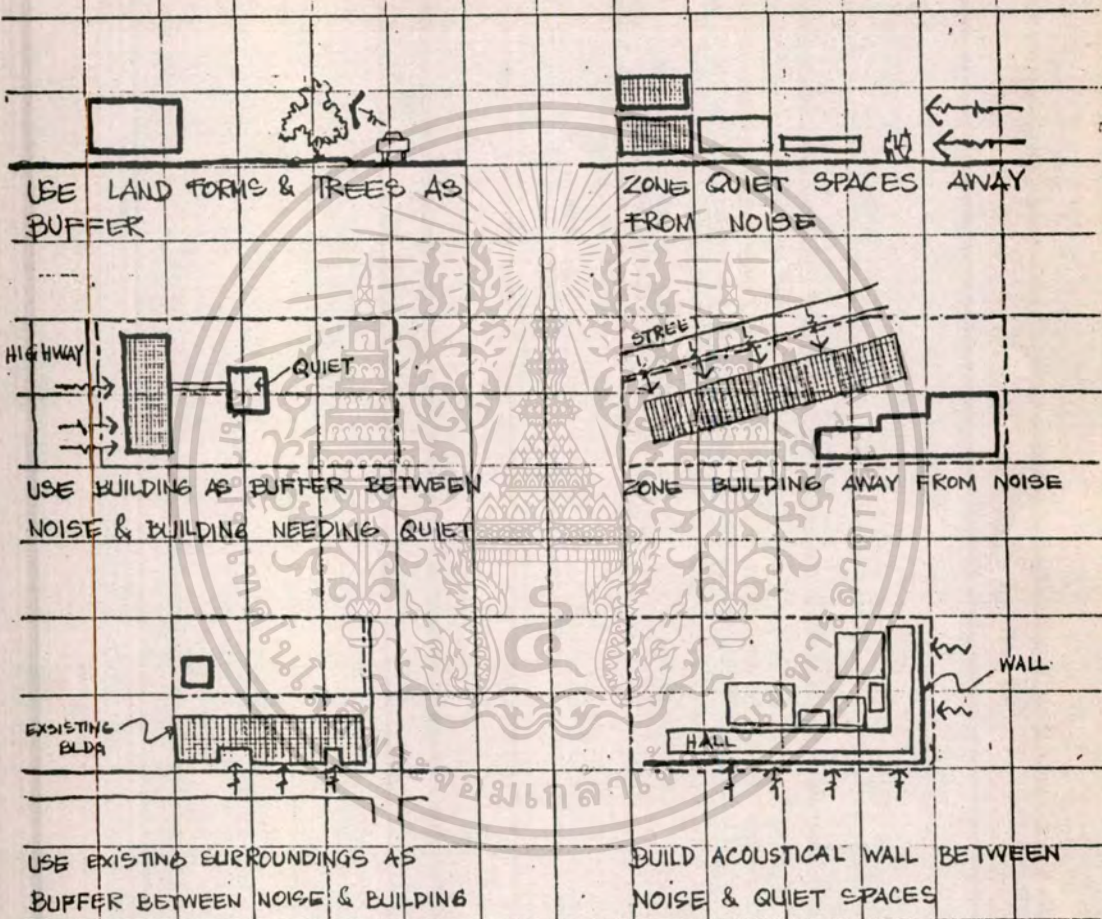 USE LAND FORMS & TREES AS
BUFFER
ZONE QUIET SPACES AWAY
FROM NOISE
HIGHWAY
QUIET
USE BUILDING AS BUFFER BETWEEN
NOISE & BUILDING NEEDING QUIET
STREET
ZONE BUILDING AWAY FROM NOISE
EXSISTING
BLDG
USE EXISTING SURROUNDINGS AS
BUFFER BETWEEN NOISE & BUILDING
WALL
HALL
BUILD ACOUSTICAL WALL BETWEEN
NOISE & QUIET SPACES